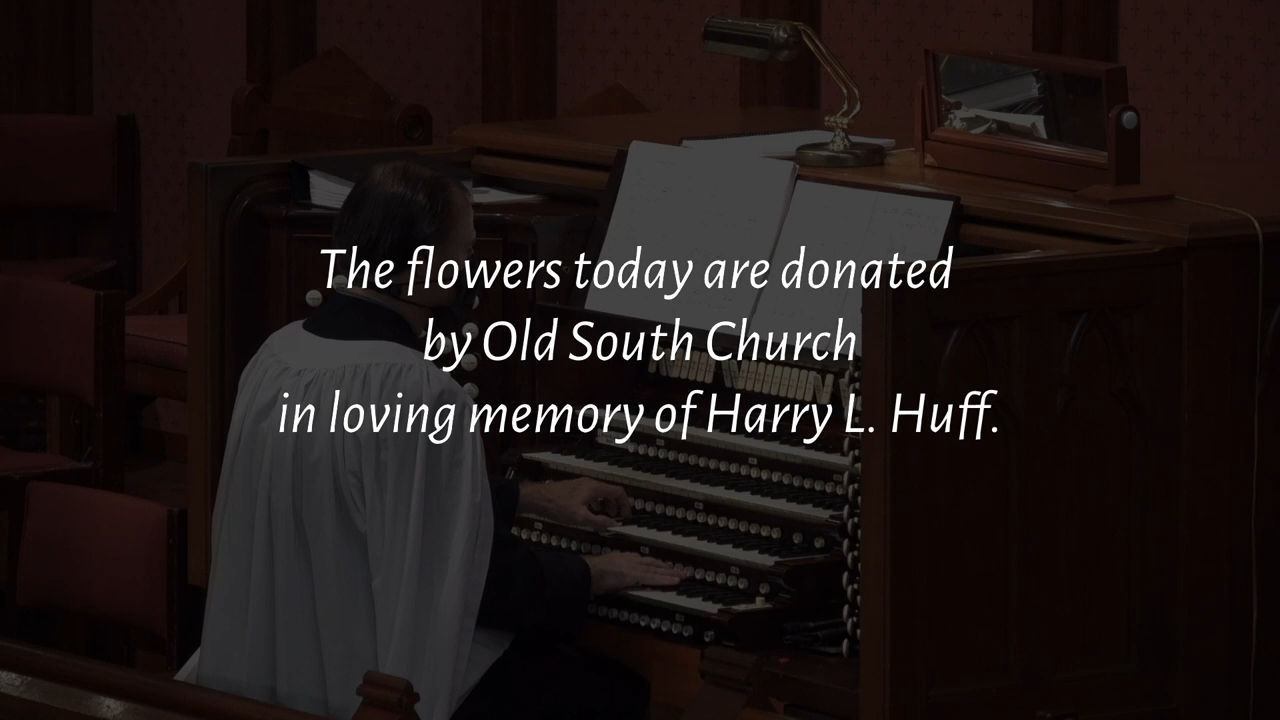 The flowers today are donated
by Old South Church
in loving memory of Harry L. Huff.